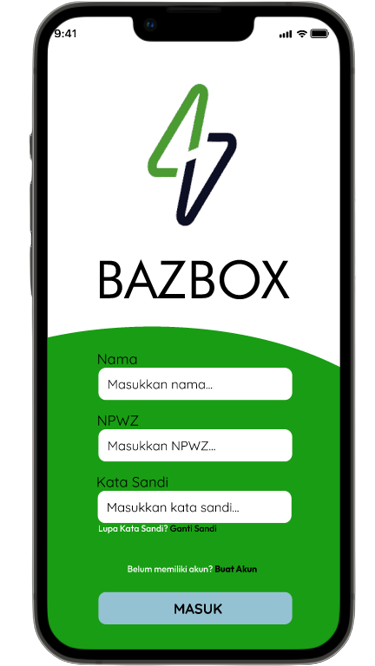 9:41
BAZBOX
Nama
Masukkan nama...
NPWZ
Masukkan NPWZ...
Kata Sandi
Masukkan kata sandi...
Lupa Kata Sandi? Ganti Sandi
Belum memiliki akun? Buat Akun
MASUK